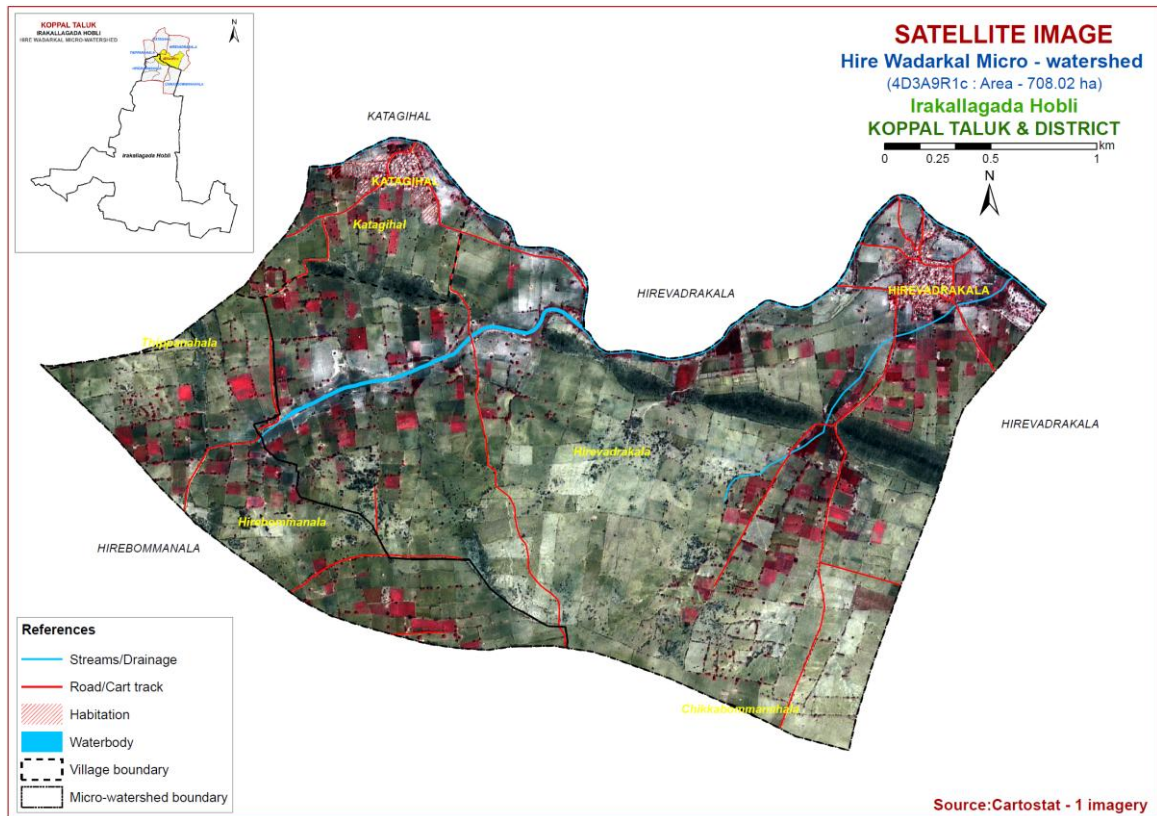 KOPPAL TALUK
IRAKALLAGADA HOBLI
HIRE WADARKAL MICRO-WATERSHED
N
Irakallagada Hobli
SATELLITE IMAGE
Hire Wadarkal Micro - watershed
(4D3A9R1c : Area - 708.02 ha)
Irakallagada Hobli
KOPPAL TALUK & DISTRICT
km
0 0.25 0.5 1
N
KATAGIHAL
KATAGIHAL
Katagihal
HIREVADRAKALA
HIREVADRAKALA
Thippanahala
HIREVADRAKALA
Hirevadrakala
Hirebommanala
HIREBOMMANALA
Chikkabommanahala
References
Streams/Drainage
Road/Cart track
Habitation
Waterbody
Village boundary
Micro-watershed boundary
Source:Cartostat - 1 imagery